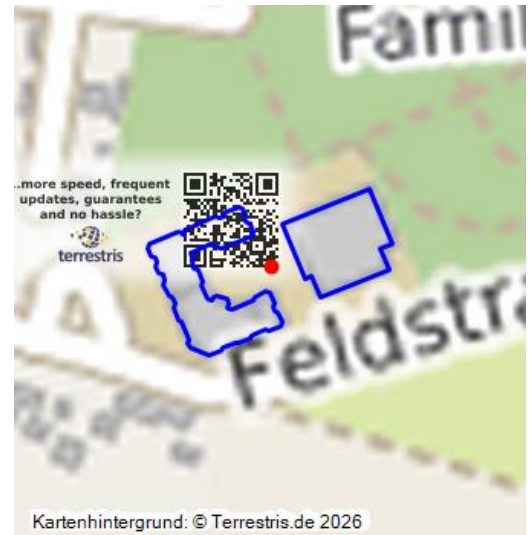 Famil
...more speed, frequent
updates, guarantees
and no hassle?
terrestris
Feldstra
Kartenhintergrund: © Terrestris.de 2026